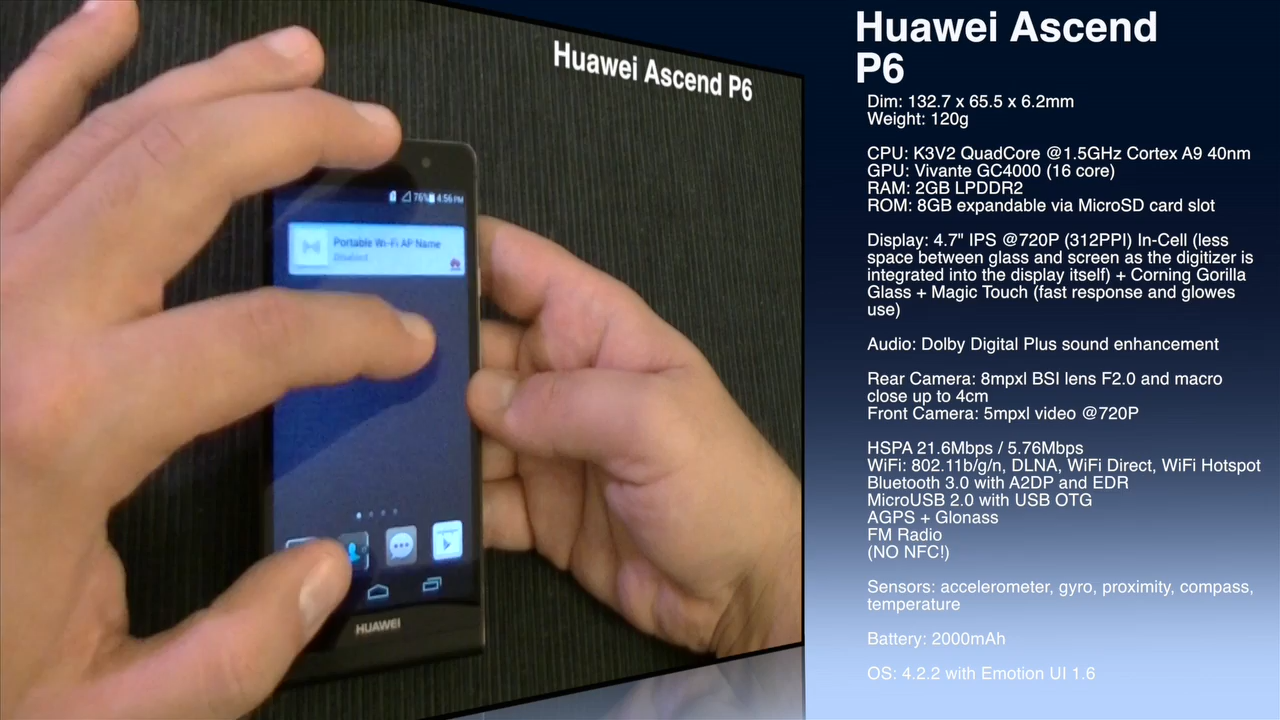 Huawei Ascend P6
76% 4:56 PM
Portable Wi-Fi AP Name
Disabled
HUAWEI
Huawei Ascend
P6
Dim: 132.7 x 65.5 x 6.2mm
Weight: 120g
CPU: K3V2 QuadCore @1.5GHz Cortex A9 40nm
GPU: Vivante GC4000 (16 core)
RAM: 2GB LPDDR2
ROM: 8GB expandable via MicroSD card slot
Display: 4.7" IPS @720P (312PPI) In-Cell (less
space between glass and screen as the digitizer is
integrated into the display itself) + Corning Gorilla
Glass + Magic Touch (fast response and glowes
use)
Audio: Dolby Digital Plus sound enhancement
Rear Camera: 8mpxl BSI lens F2.0 and macro
close up to 4cm
Front Camera: 5mpxl video @720P
HSPA 21.6Mbps / 5.76Mbps
WiFi: 802.11b/g/n, DLNA, WiFi Direct, WiFi Hotspot
Bluetooth 3.0 with A2DP and EDR
MicroUSB 2.0 with USB OTG
AGPS + Glonass
FM Radio
(NO NFC!)
Sensors: accelerometer, gyro, proximity, compass,
temperature
Battery: 2000mAh
OS: 4.2.2 with Emotion UI 1.6